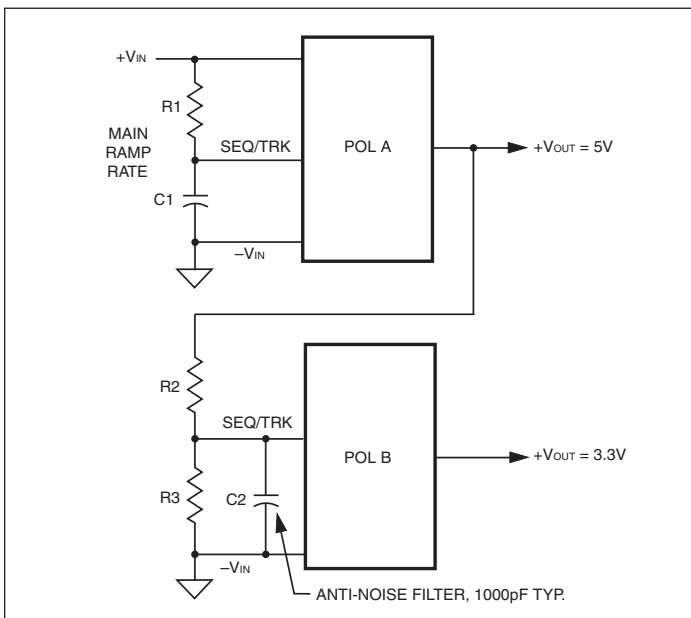 +VIN
R1
MAIN
RAMP
RATE
SEQ/TRK
POL A
+VOUT = 5V
C1
–VIN
R2
SEQ/TRK
POL B
+VOUT = 3.3V
R3
C2
–VIN
ANTI-NOISE FILTER, 1000pF TYP.